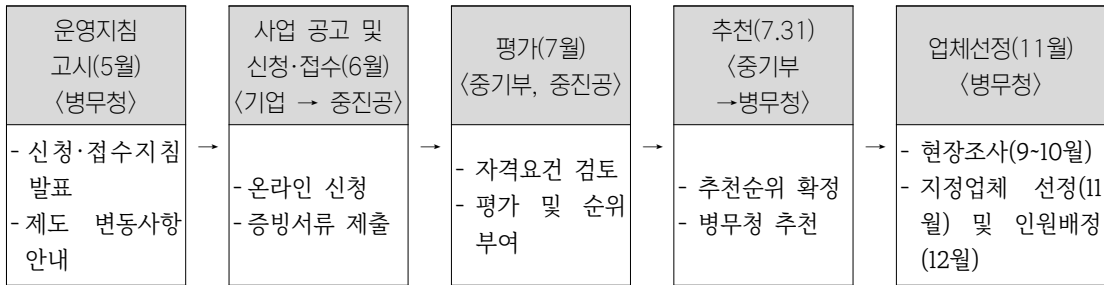 운영지침
고시(5월)
〈병무청〉
- 신청·접수지침
발표
- 제도 변동사항
안내
→
사업 공고 및
신청·접수(6월)
〈기업 → 중진공〉
- 온라인 신청
- 증빙서류 제출
→
평가(7월)
〈중기부, 중진공〉
- 자격요건 검토
- 평가 및 순위
부여
→
추천(7.31)
〈중기부
→병무청〉
- 추천순위 확정
- 병무청 추천
→
업체선정(11월)
〈병무청〉
- 현장조사(9~10월)
- 지정업체 선정(11
월) 및 인원배정
(12월)